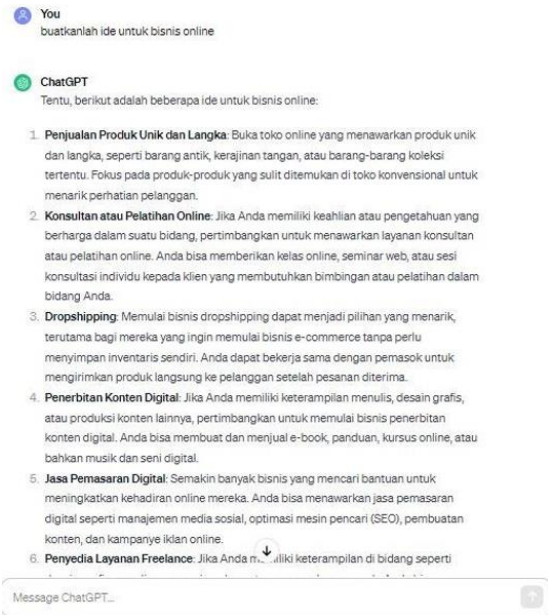 You
buatkanlah ide untuk bisnis online
ChatGPT
Tentu, berikut adalah beberapa ide untuk bisnis online:
1. Penjualan Produk Unik dan Langka: Buka toko online yang menawarkan produk unik
dan langka, seperti barang antik, kerajinan tangan, atau barang-barang koleksi
tertentu. Fokus pada produk-produk yang sulit ditemukan di toko konvensional untuk
menarik perhatian pelanggan.
2. Konsultan atau Pelatihan Online: Jika Anda memiliki keahlian atau pengetahuan yang
berharga dalam suatu bidang, pertimbangkan untuk menawarkan layanan konsultan
atau pelatihan online. Anda bisa memberikan kelas online, seminar web, atau sesi
konsultasi individu kepada klien yang membutuhkan bimbingan atau pelatihan dalam
bidang Anda.
3. Dropshipping: Memulai bisnis dropshipping dapat menjadi pilihan yang menarik,
terutama bagi mereka yang ingin memulai bisnis e-commerce tanpa perlu
menyimpan inventaris sendiri. Anda dapat bekerja sama dengan pemasok untuk
mengirimkan produk langsung ke pelanggan setelah pesanan diterima.
4. Penerbitan Konten Digital: Jika Anda memiliki keterampilan menulis, desain grafis,
atau produksi konten lainnya, pertimbangkan untuk memulai bisnis penerbitan
konten digital. Anda bisa membuat dan menjual e-book, panduan, kursus online, atau
bahkan musik dan seni digital.
5. Jasa Pemasaran Digital: Semakin banyak bisnis yang mencari bantuan untuk
meningkatkan kehadiran online mereka. Anda bisa menawarkan jasa pemasaran
digital seperti manajemen media sosial, optimasi mesin pencari (SEO), pembuatan
konten, dan kampanye iklan online.
6. Penyedia Layanan Freelance: Jika Anda keterampilan di bidang seperti
Message ChatGPT...